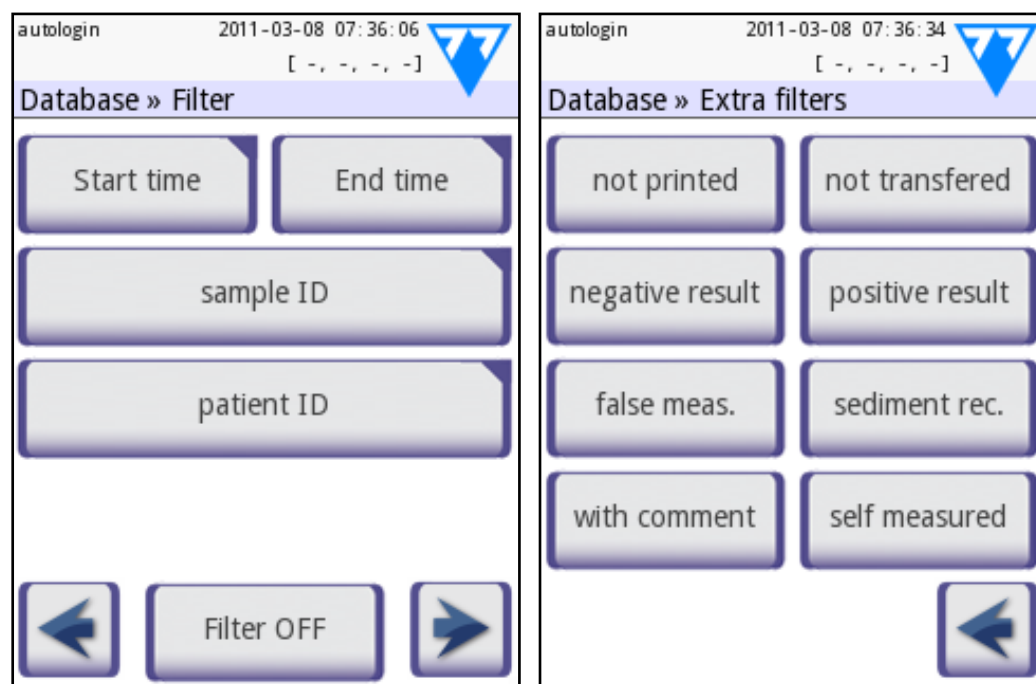 autologin 2011-03-08 07:36:06
[ -, -, -, -]
Database » Filter
Start time End time
sample ID
patient ID
Filter OFF
autologin 2011-03-08 07:36:34
[ -, -, -, -]
Database » Extra filters
not printed not transfered
negative result positive result
false meas. sediment rec.
with comment self measured